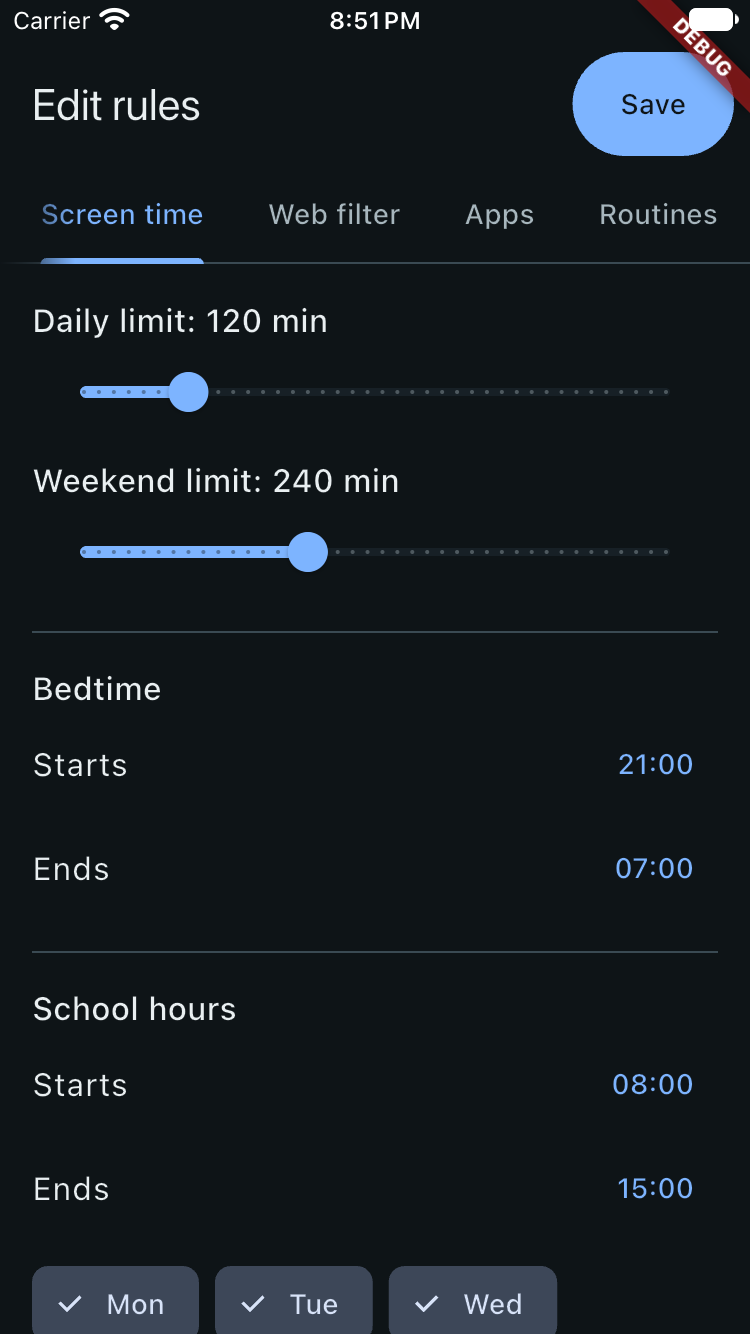 Carrier 8:51 PM
DEBUG
Edit rules Save
Screen time Web filter Apps Routines
Daily limit: 120 min
Weekend limit: 240 min
Bedtime
Starts 21:00
Ends 07:00
School hours
Starts 08:00
Ends 15:00
Mon Tue Wed